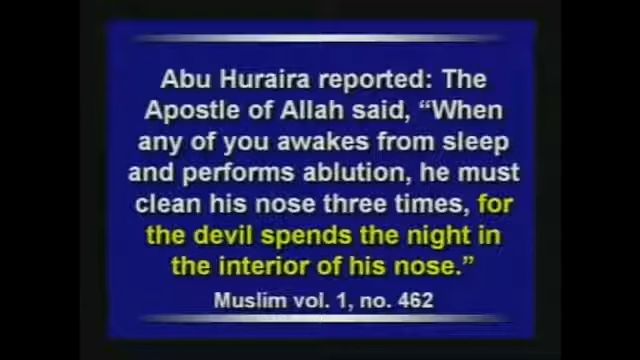 Abu Huraira reported: The
Apostle of Allah said, “When
any of you awakes from sleep
and performs ablution, he must
clean his nose three times, for
the devil spends the night in
the interior of his nose.”
Muslim vol. 1, no. 462